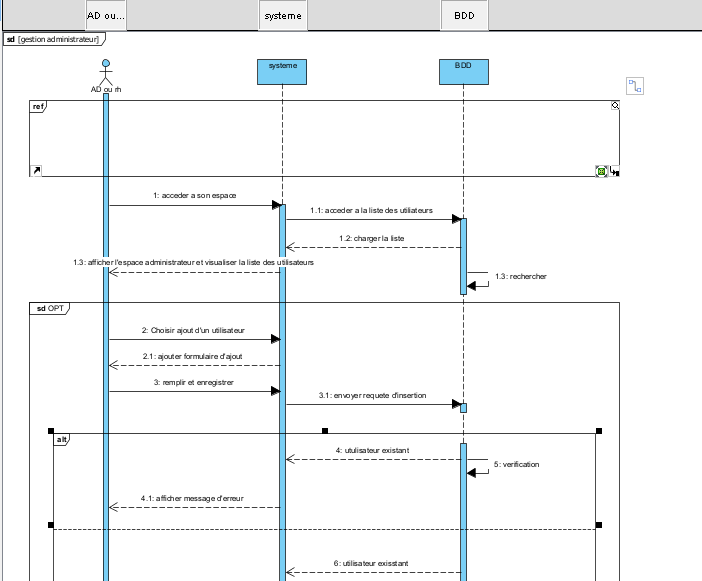 AD ou...
systeme
BDD
sd [gestion administrateur]
systeme
BDD
AD ou rh
ref
1: acceder a son espace
1.1: acceder a la liste des utiliateurs
1.2: charger la liste
1.3: afficher l'espace administrateur et visualiser la liste des utilisateurs
1.3: rechercher
sd OPT
2: Choisir ajout d'un utilisateur
2.1: ajouter formulaire d'ajout
3: remplir et enregistrer
3.1: envoyer requete d'insertion
alt
4: utulisateur existant
5: verification
4.1: afficher message d'erreur
6: utilisateur exisstant